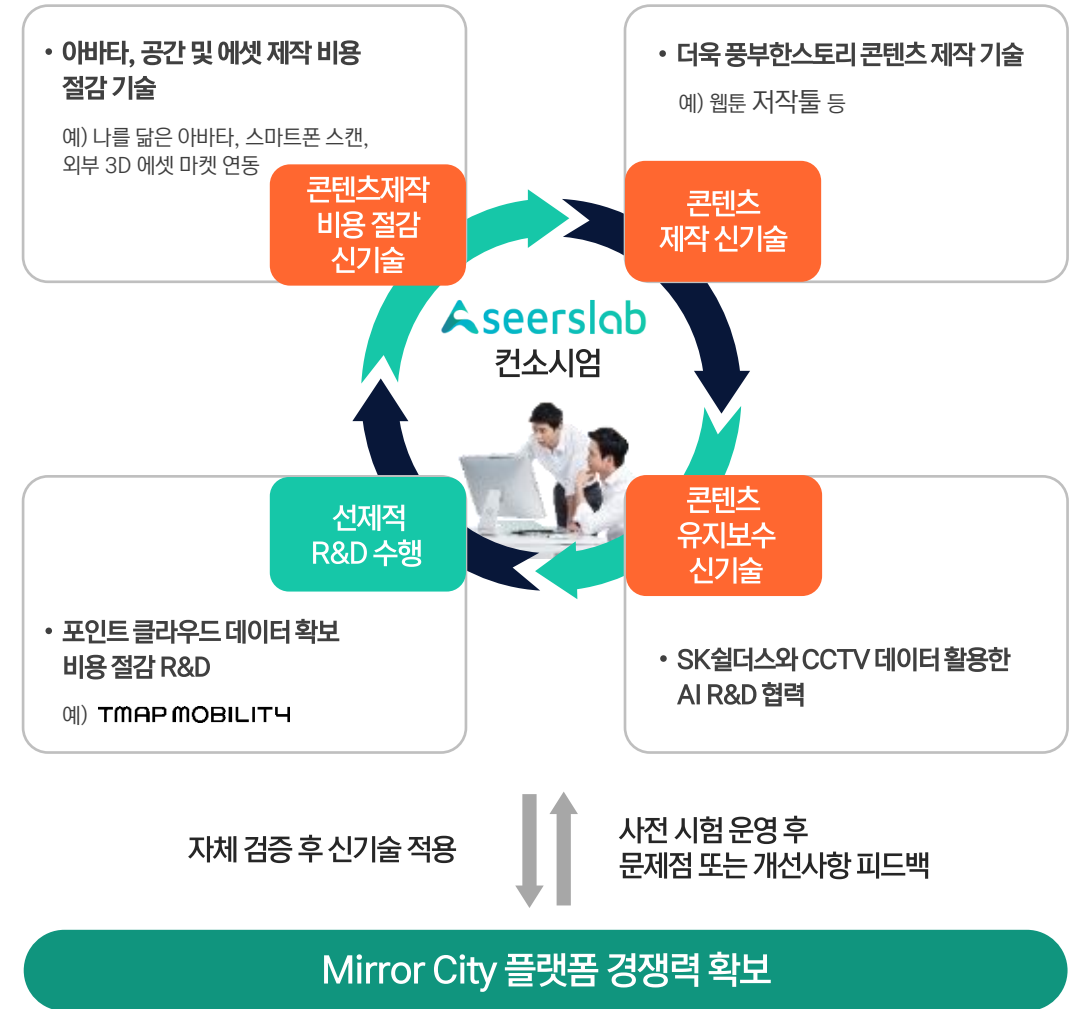 • 아바타, 공간 및 에셋 제작 비용
절감 기술
예) 나를 닮은 아바타, 스마트폰 스캔,
외부 3D 에셋 마켓 연동
콘텐츠제작
비용 절감
신기술
• 더욱 풍부한스토리 콘텐츠 제작 기술
예) 웹툰 저작툴 등
콘텐츠
제작 신기술
seerslab
컨소시엄
선제적
R&D 수행
• 포인트 클라우드 데이터 확보
비용 절감 R&D
예) TMAP MOBILITY
콘텐츠
유지보수
신기술
• SK쉴더스와 CCTV 데이터 활용한
AI R&D 협력
자체 검증 후 신기술 적용
사전 시험 운영 후
문제점 또는 개선사항 피드백
Mirror City 플랫폼 경쟁력 확보